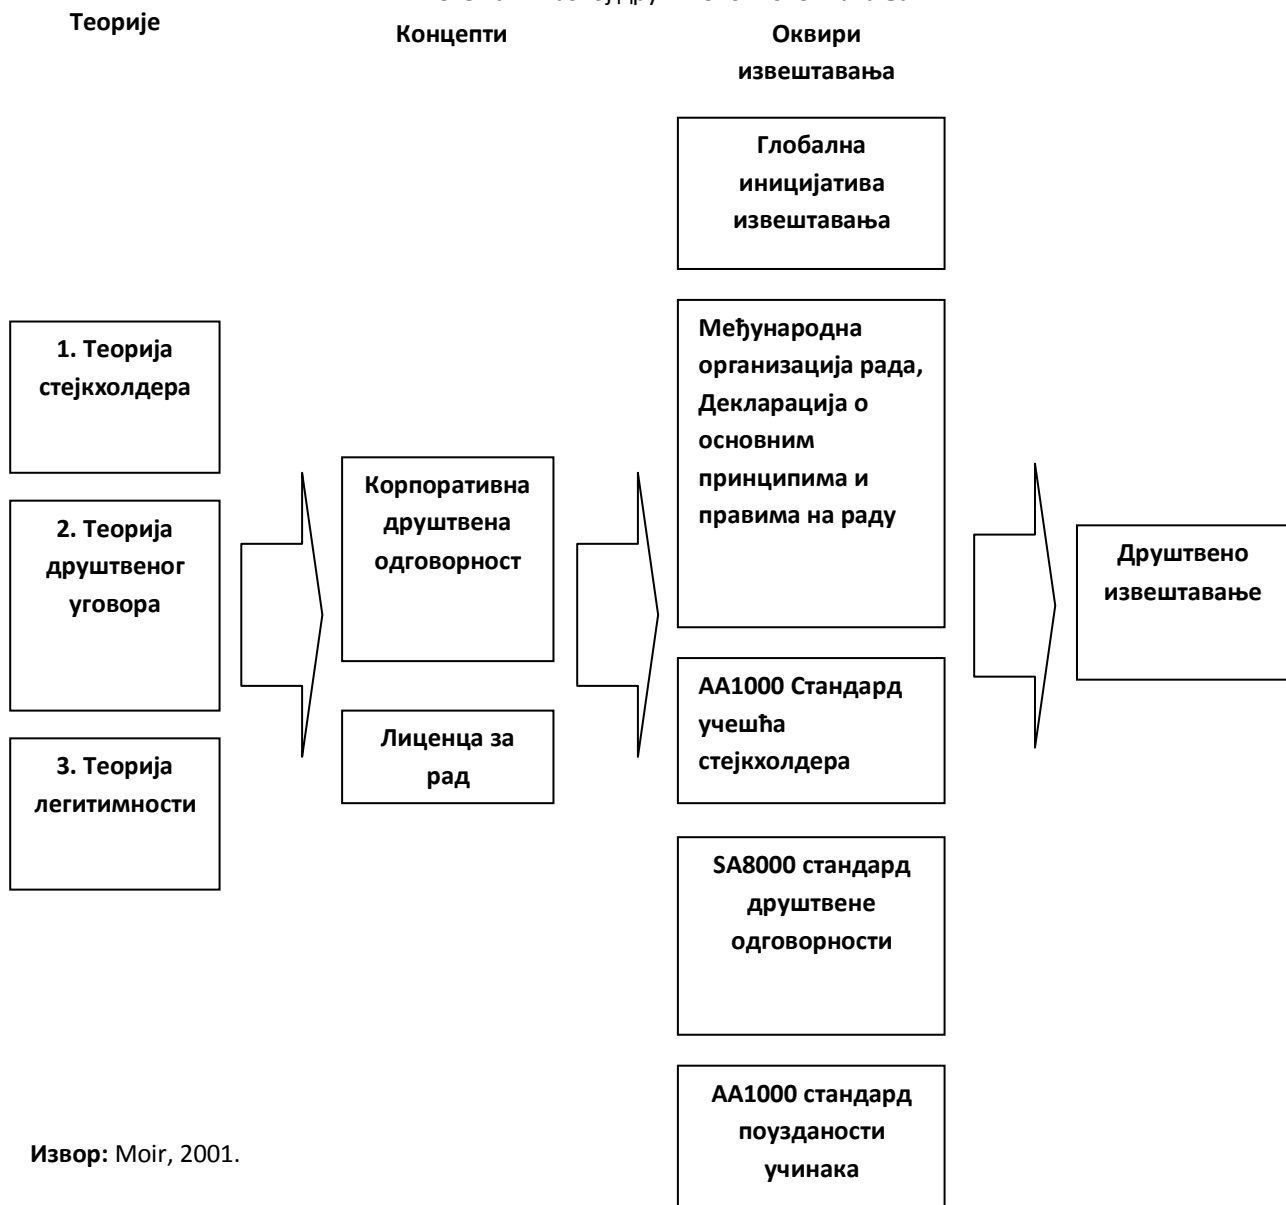 Теорије
Концепти
Оквири
извештавања
Глобална
иницијатива
извештавања
1. Теорија
стејкхолдера
2. Теорија
друштвеног
уговора
3. Теорија
легитимности
Корпоративна
друштвена
одговорност
Лиценца за
рад
Међународна
организација рада,
Декларација о
основним
принципима и
правима на раду
АА1000 Стандард
учешћа
стејкхолдера
SA8000 стандард
друштвене
одговорности
АА1000 стандард
поузданости
учинака
Друштвено
извештавање
Извор: Moir, 2001.